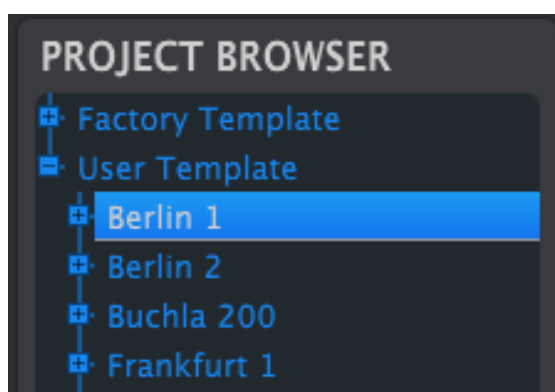 PROJECT BROWSER
Factory Template
User Template
Berlin 1
Berlin 2
Buchla 200
Frankfurt 1